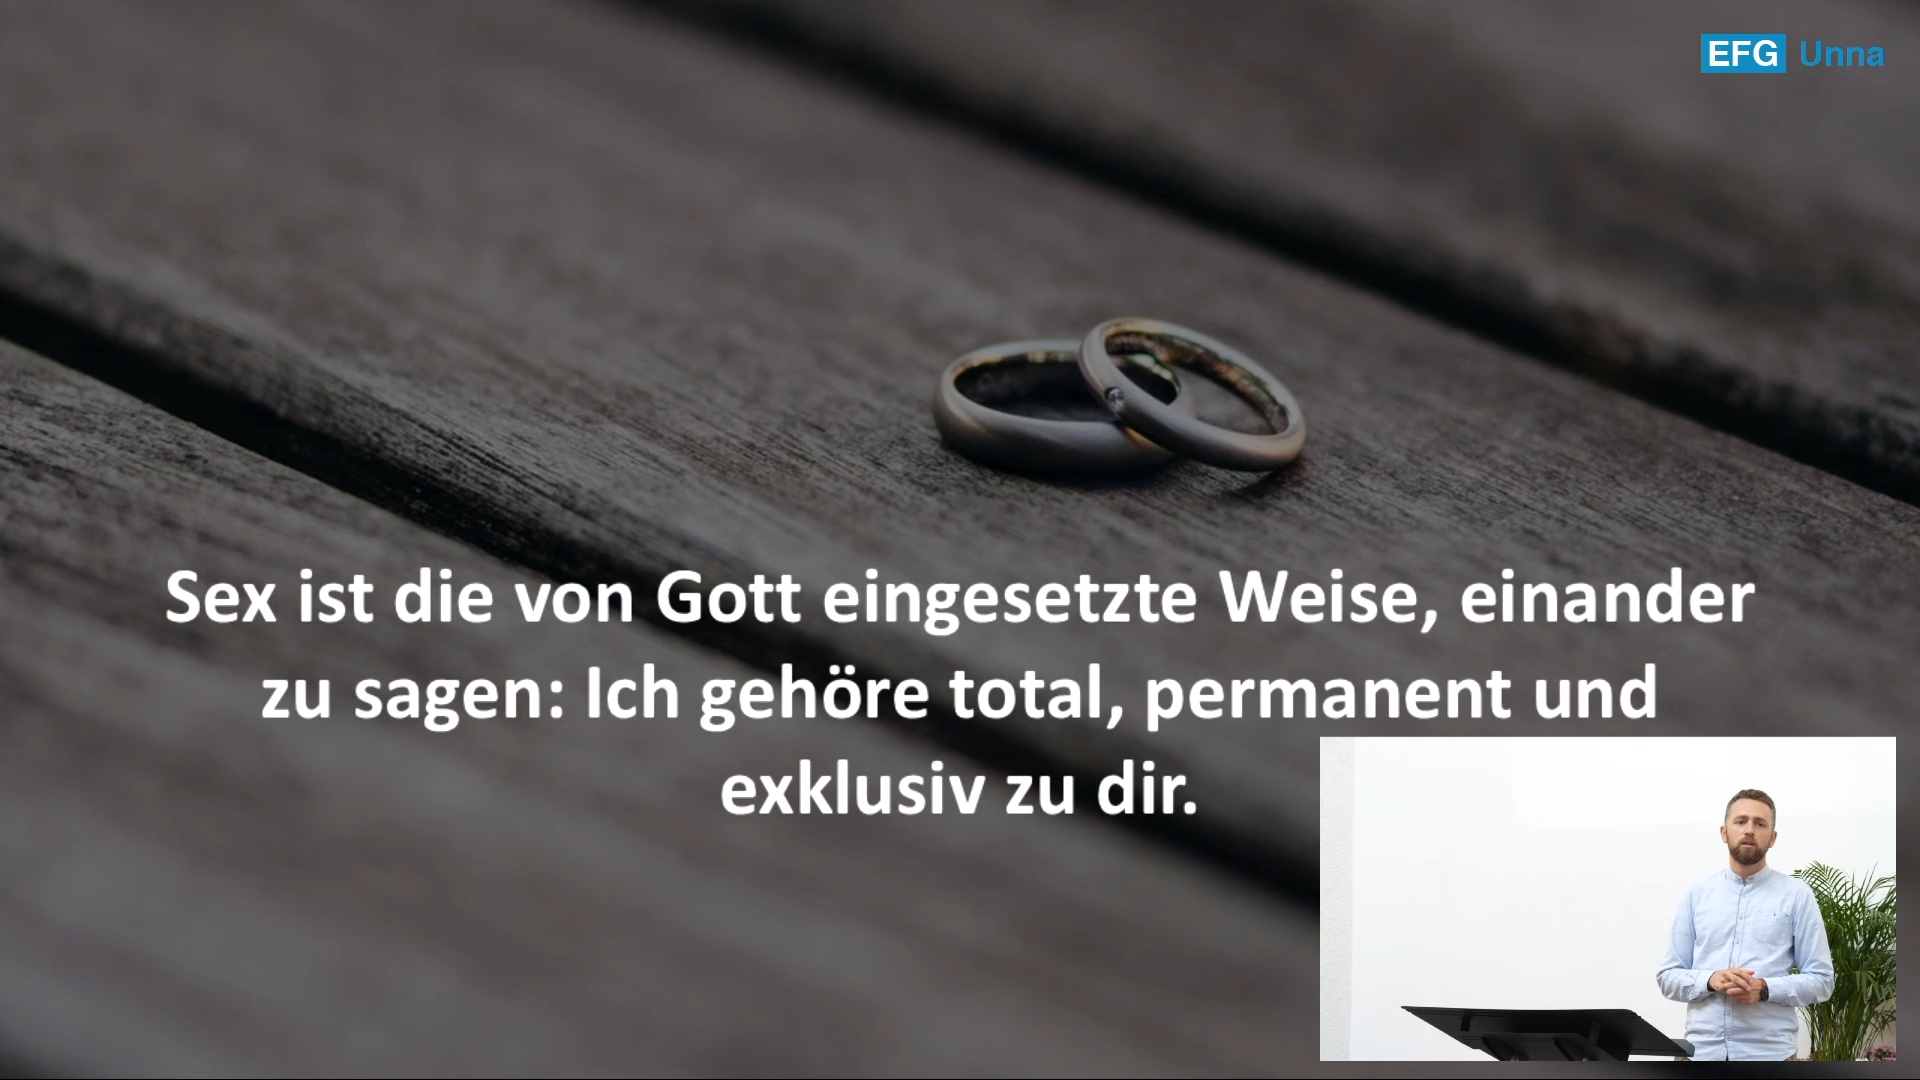 EFG Unna
Sex ist die von Gott eingesetzte Weise, einander
zu sagen: Ich gehöre total, permanent und
exklusiv zu dir.